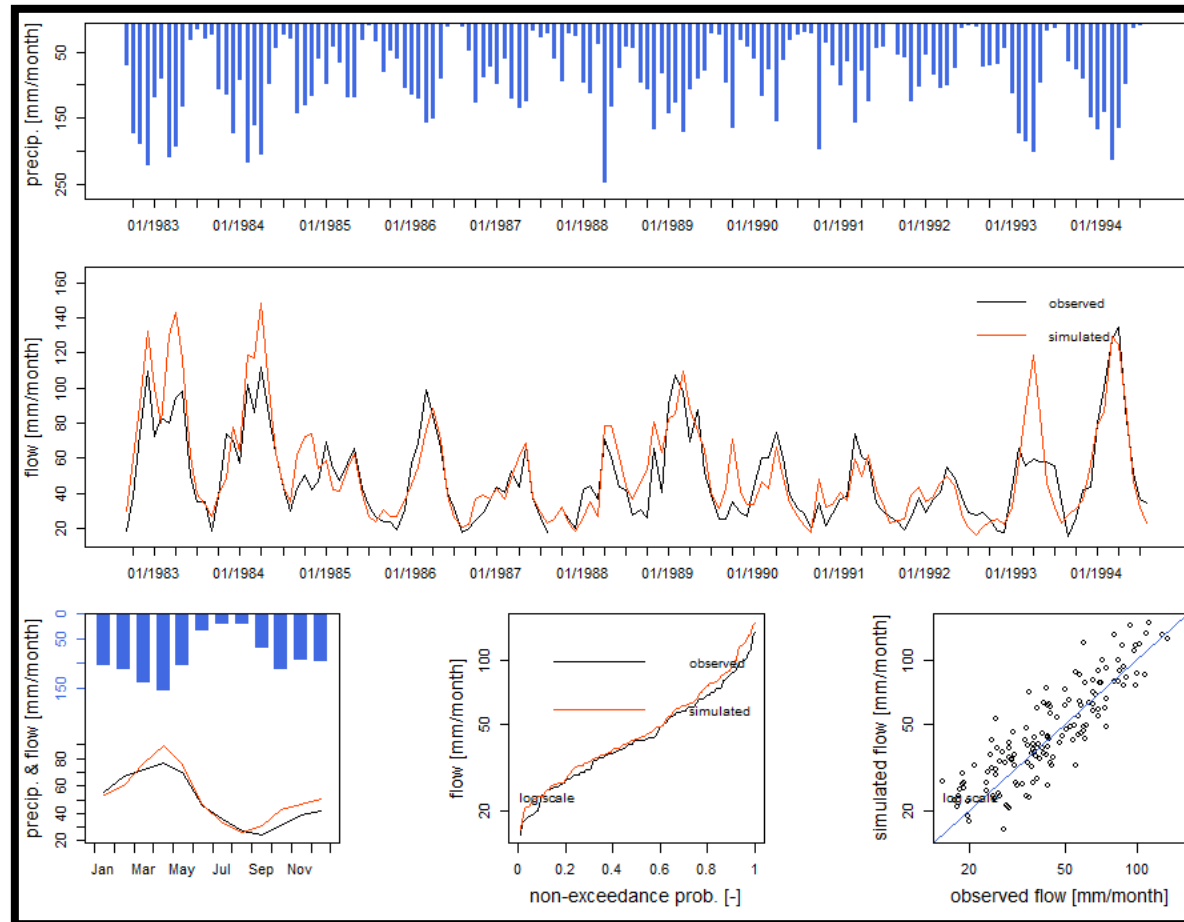 precip. [mm/month]
50
150
250
01/1983 01/1984 01/1985 01/1986 01/1987 01/1988 01/1989 01/1990 01/1991 01/1992 01/1993 01/1994
flow [mm/month]
160
140
120
100
80
60
40
20
observed
simulated
01/1983 01/1984 01/1985 01/1986 01/1987 01/1988 01/1989 01/1990 01/1991 01/1992 01/1993 01/1994
precip. & flow [mm/month]
0
50
150
80
60
40
20
Jan Mar May Jul Sep Nov
flow [mm/month]
100
50
20
observed
simulated
log scale
0 0.2 0.4 0.6 0.8 1
non-exceedance prob. [-]
simulated flow [mm/month]
100
50
20
log scale
20 50 100
observed flow [mm/month]